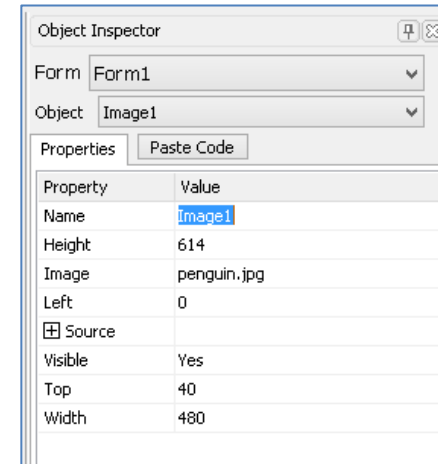 Object Inspector
Form Form1
Object Image1
Properties Paste Code
Property Value
Name Image1
Height 614
Image penguin.jpg
Left 0
Source
Visible Yes
Top 40
Width 480